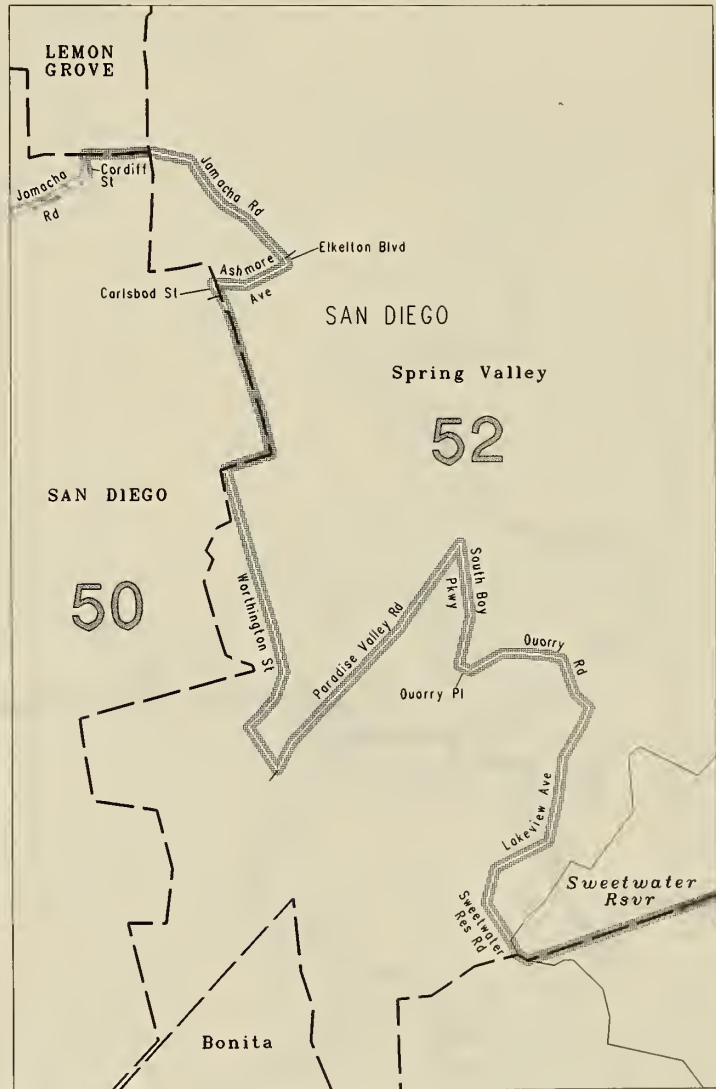 LEMON
GROVE
Jamacha
Rd
Cordiff
St
Jamacha Rd
Elkelton Blvd
Ashmore
Ave
Carlsbad St
SAN DIEGO
Spring Valley
52
SAN DIEGO
50
Worthington St
Paradise Valley Rd
South Bay
Pkwy
Quarry
Rd
Quarry Pl
Lakeview Ave
Sweetwater
Rsvr
Sweetwater
Res Rd
Bonita